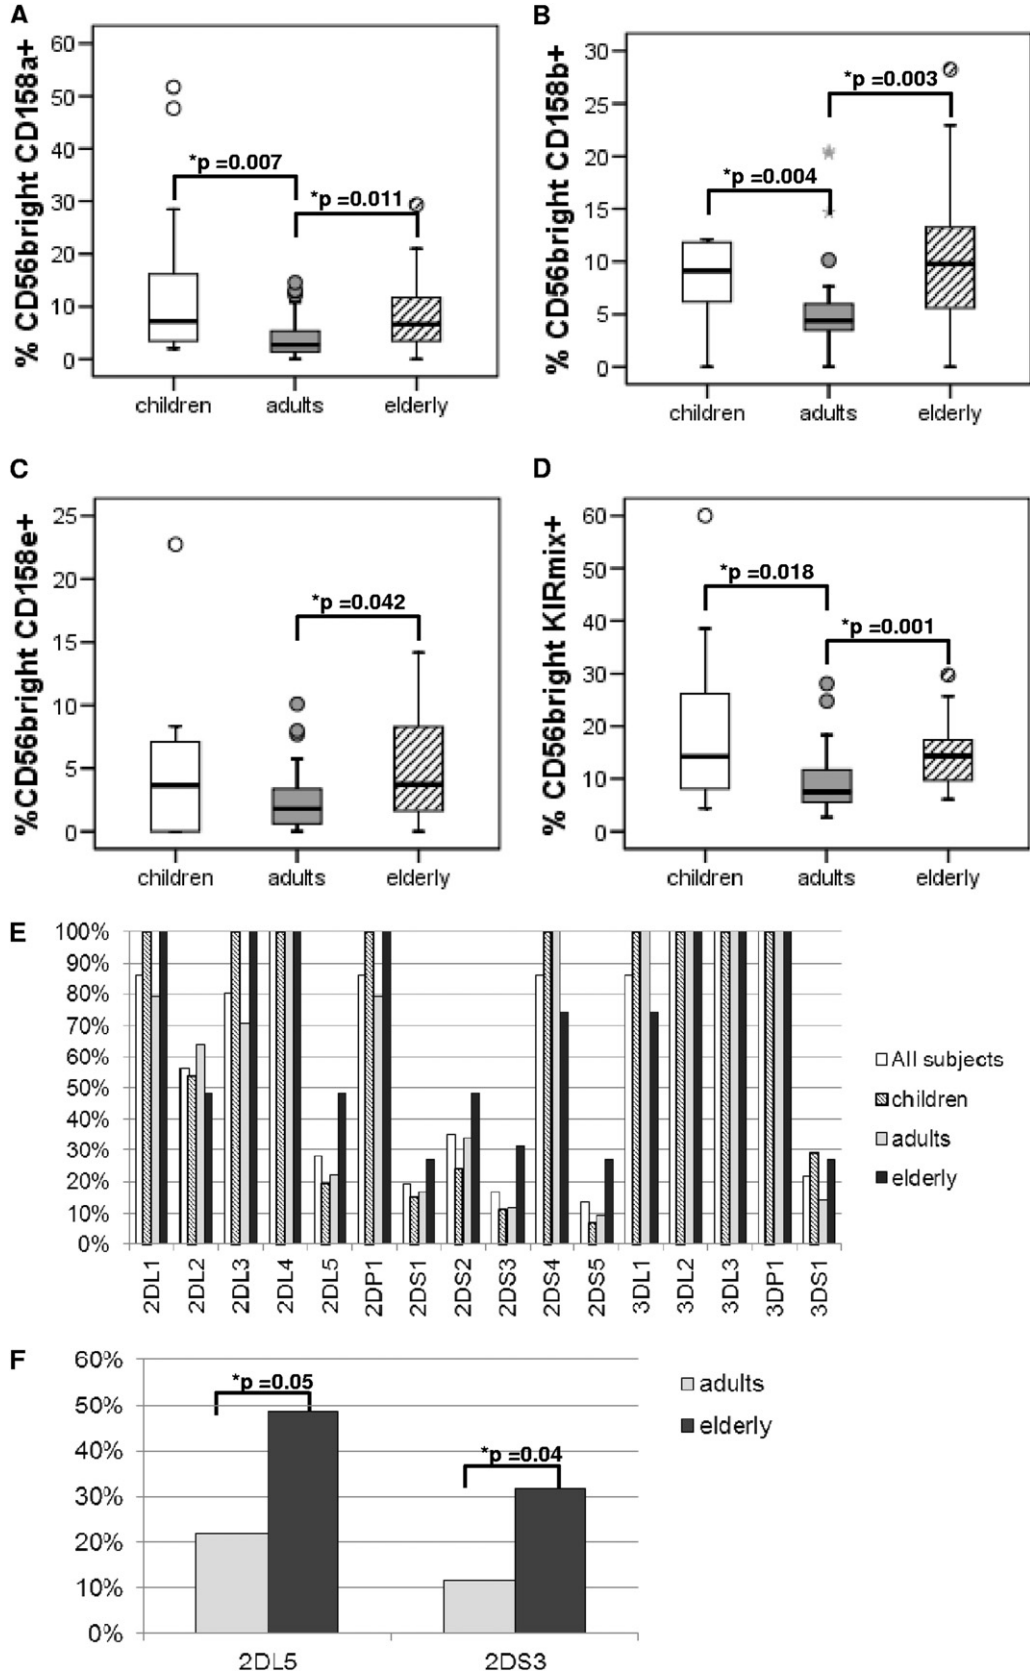 A
% CD56bright CD158a+
60
50
40
30
20
10
0
*p =0.007
*p =0.011
children adults elderly
B
% CD56bright CD158b+
30
25
20
15
10
5
0
*p =0.003
*p =0.004
children adults elderly
C
%CD56bright CD158e+
25
20
15
10
5
0
*p =0.042
children adults elderly
D
% CD56bright KIRmix+
60
50
40
30
20
10
0
*p =0.018
*p =0.001
children adults elderly
E
100%
90%
80%
70%
60%
50%
40%
30%
20%
10%
0%
2DL1 2DL2 2DL3 2DL4 2DL5 2DP1 2DS1 2DS2 2DS3 2DS4 2DS5 3DL1 3DL2 3DL3 3DP1 3DS1
All subjects
children
adults
elderly
F
60%
50%
40%
30%
20%
10%
0%
*p =0.05
*p =0.04
2DL5 2DS3
adults
elderly